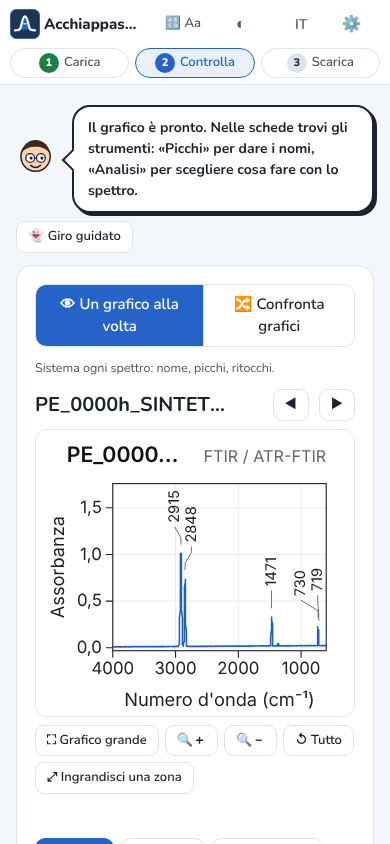 Acchiappas...
🔠 Aa
IT
1 Carica
2 Controlla
3 Scarica
Il grafico è pronto. Nelle schede trovi gli
strumenti: «Picchi» per dare i nomi,
«Analisi» per scegliere cosa fare con lo
spettro.
👻 Giro guidato
👁 Un grafico alla
volta
🔀 Confronta
grafici
Sistema ogni spettro: nome, picchi, ritocchi.
PE_0000h_SINTET...
◀ ▶
PE_0000...
FTIR / ATR-FTIR
2915
2848
1471
730
719
Assorbanza
1,5
1,0
0,5
0,0
4000 3000 2000 1000
Numero d'onda (cm⁻¹)
⛶ Grafico grande
🔍 +
🔍 −
↺ Tutto
⤢ Ingrandisci una zona